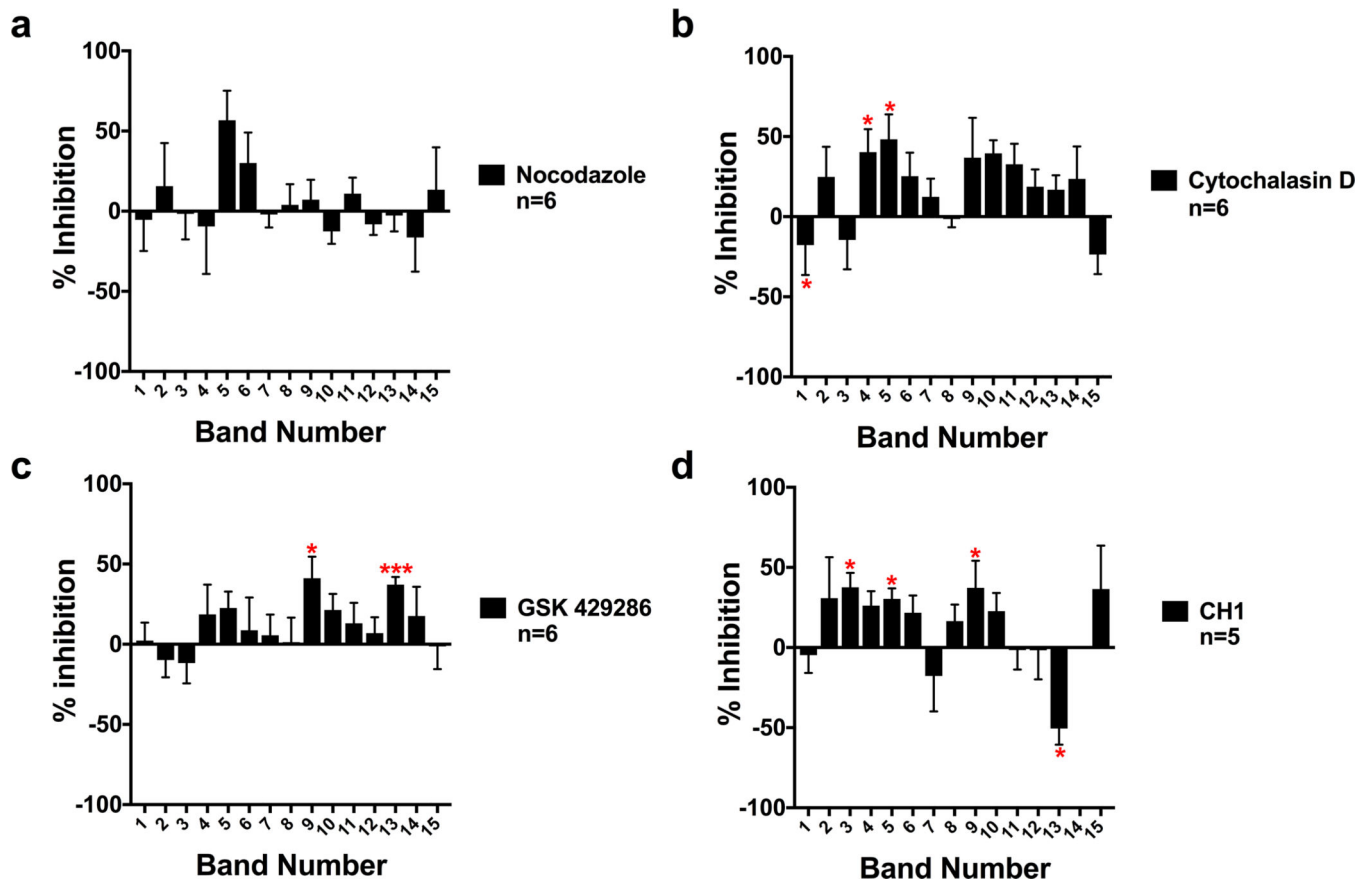 a
% Inhibition
100
50
0
-50
-100
1 2 3 4 5 6 7 8 9 10 11 12 13 14 15
Band Number
Nocodazole
n=6
b
% Inhibition
100
50
0
-50
-100
*
*
*
1 2 3 4 5 6 7 8 9 10 11 12 13 14 15
Band Number
Cytochalasin D
n=6
c
% inhibition
100
50
0
-50
-100
*
***
1 2 3 4 5 6 7 8 9 10 11 12 13 14 15
Band Number
GSK 429286
n=6
d
% Inhibition
100
50
0
-50
-100
*
*
*
*
1 2 3 4 5 6 7 8 9 10 11 12 13 14 15
Band Number
CH1
n=5